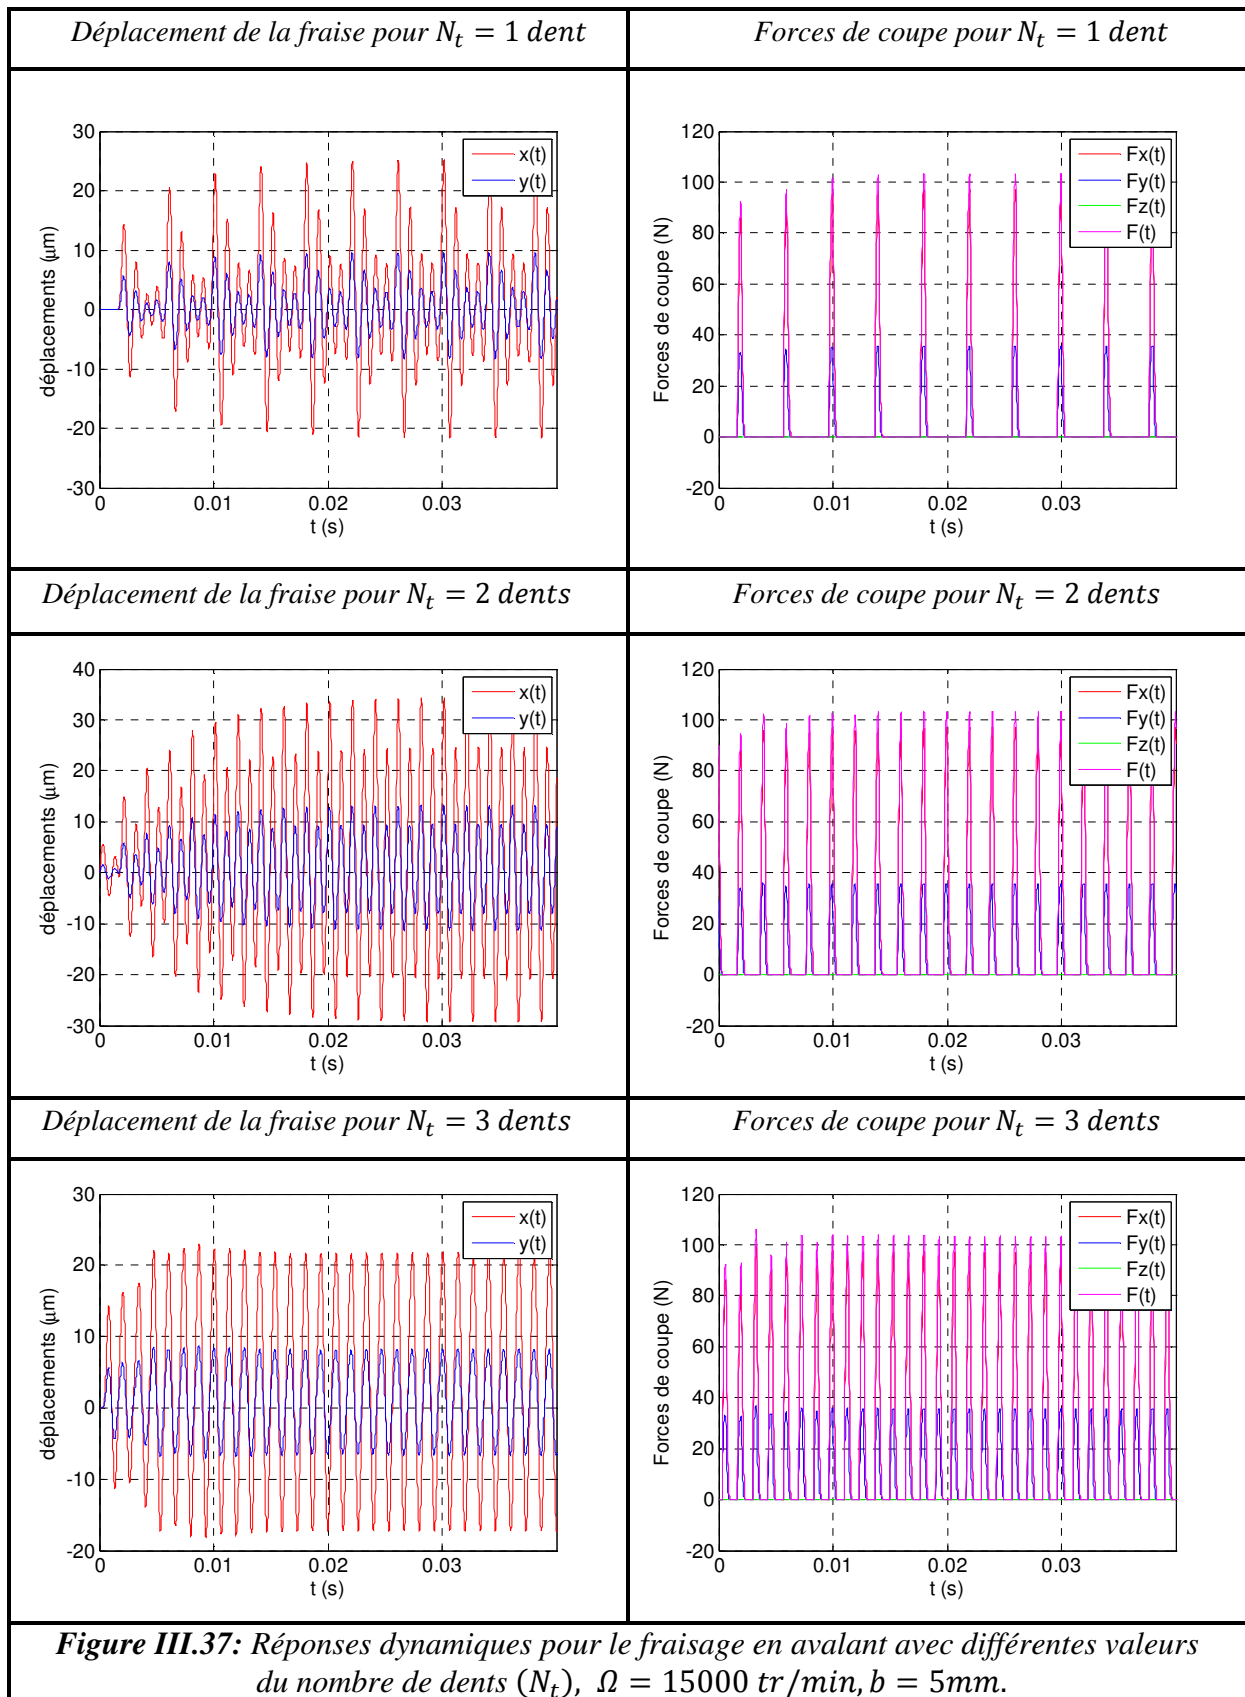 Déplacement de la fraise pour N_t = 1 dent
Forces de coupe pour N_t = 1 dent
30
20
10
0
-10
-20
-30
0
0.01
0.02
0.03
déplacements (μm)
t (s)
x(t)
y(t)
120
100
80
60
40
20
0
-20
0
0.01
0.02
0.03
Forces de coupe (N)
t (s)
Fx(t)
Fy(t)
Fz(t)
F(t)
Déplacement de la fraise pour N_t = 2 dents
Forces de coupe pour N_t = 2 dents
40
30
20
10
0
-10
-20
-30
0
0.01
0.02
0.03
déplacements (μm)
t (s)
x(t)
y(t)
120
100
80
60
40
20
0
-20
0
0.01
0.02
0.03
Forces de coupe (N)
t (s)
Fx(t)
Fy(t)
Fz(t)
F(t)
Déplacement de la fraise pour N_t = 3 dents
Forces de coupe pour N_t = 3 dents
30
20
10
0
-10
-20
0
0.01
0.02
0.03
déplacements (μm)
t (s)
x(t)
y(t)
120
100
80
60
40
20
0
-20
0
0.01
0.02
0.03
Forces de coupe (N)
t (s)
Fx(t)
Fy(t)
Fz(t)
F(t)
Figure III.37: Réponses dynamiques pour le fraisage en avalant avec différentes valeurs
du nombre de dents (N_t), Ω = 15000 tr/min, b = 5mm.